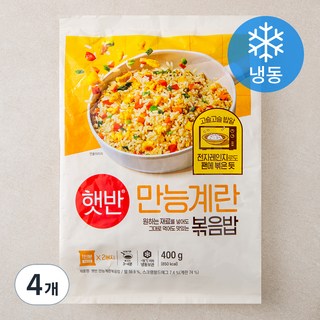 냉동
고슬고슬 밥알
전자레인지로도
팬에 볶은 듯
햇반
만능계란
볶음밥
원하는 재료를 넣어도
그대로 먹어도 맛있는
400 g
4개